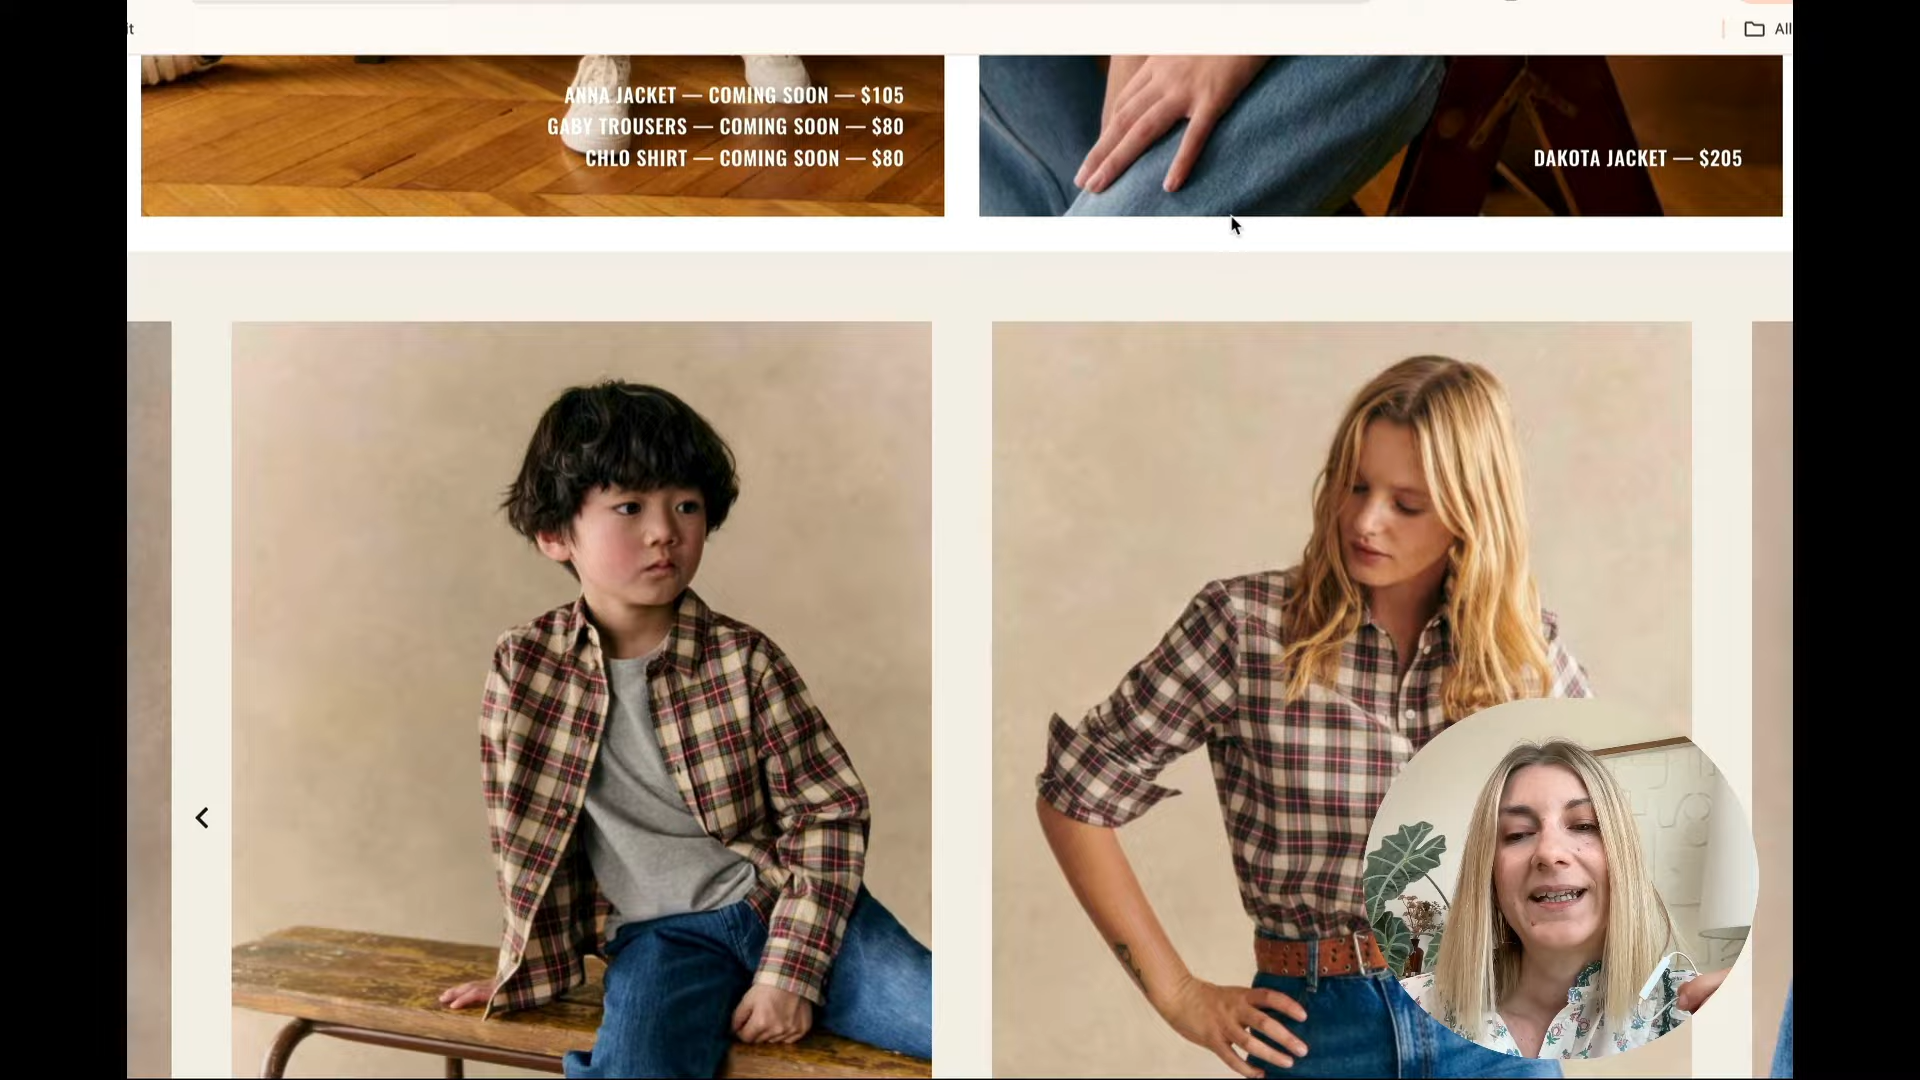 it
All
ANNA JACKET — COMING SOON — $105
GABY TROUSERS — COMING SOON — $80
CHLO SHIRT — COMING SOON — $80
DAKOTA JACKET — $205